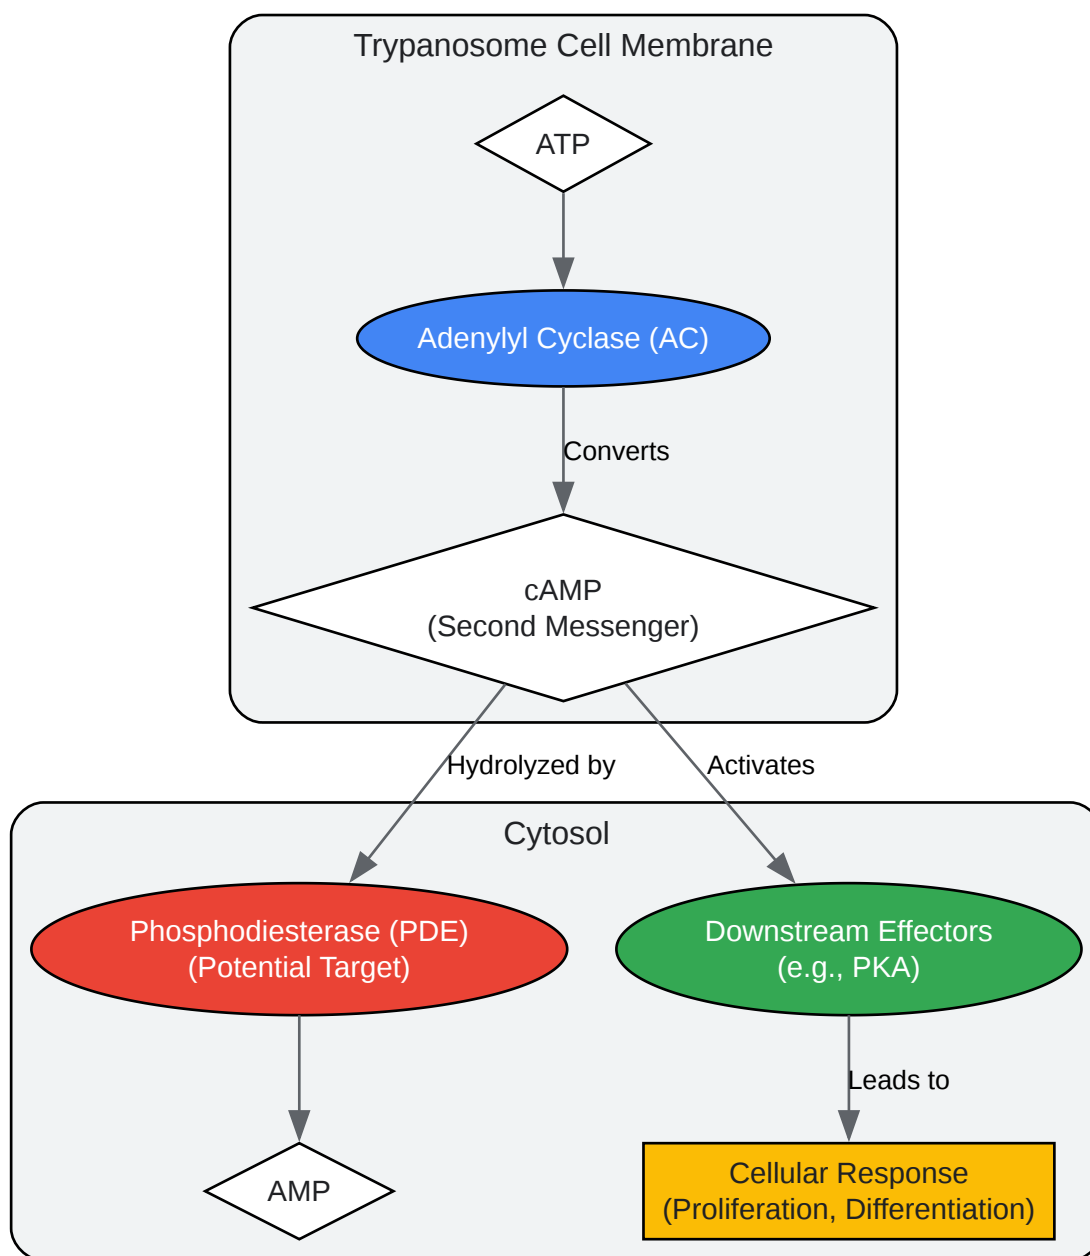 Trypanosome Cell Membrane
ATP
Adenylyl Cyclase (AC)
Converts
cAMP
(Second Messenger)
Hydrolyzed by
Activates
Cytosol
Phosphodiesterase (PDE)
(Potential Target)
Downstream Effectors
(e.g., PKA)
Leads to
AMP
Cellular Response
(Proliferation, Differentiation)